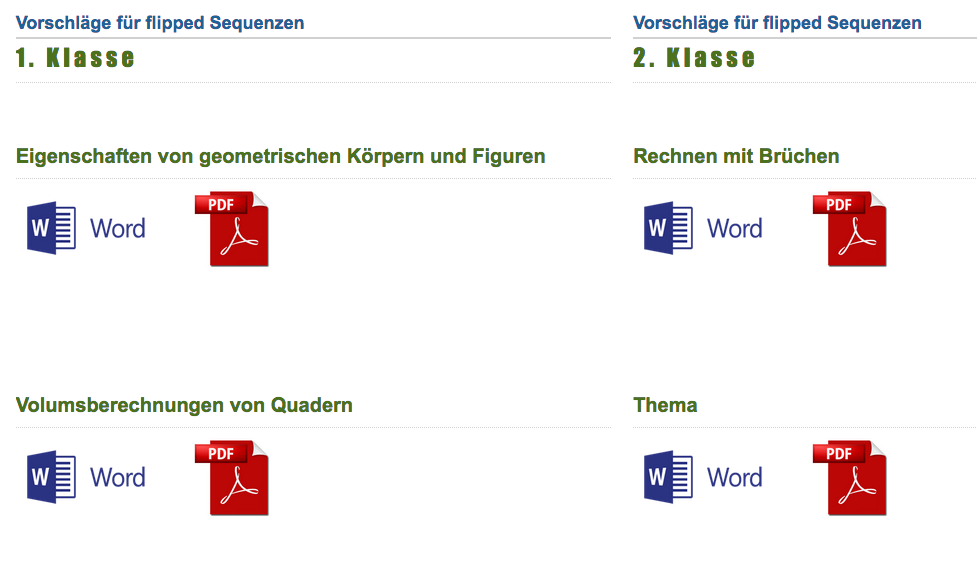 Vorschläge für flipped Sequenzen
1. Klasse
Eigenschaften von geometrischen Körpern und Figuren
W Word
PDF
Volumsberechnungen von Quadern
W Word
PDF
Vorschläge für flipped Sequenzen
2. Klasse
Rechnen mit Brüchen
W Word
PDF
Thema
W Word
PDF